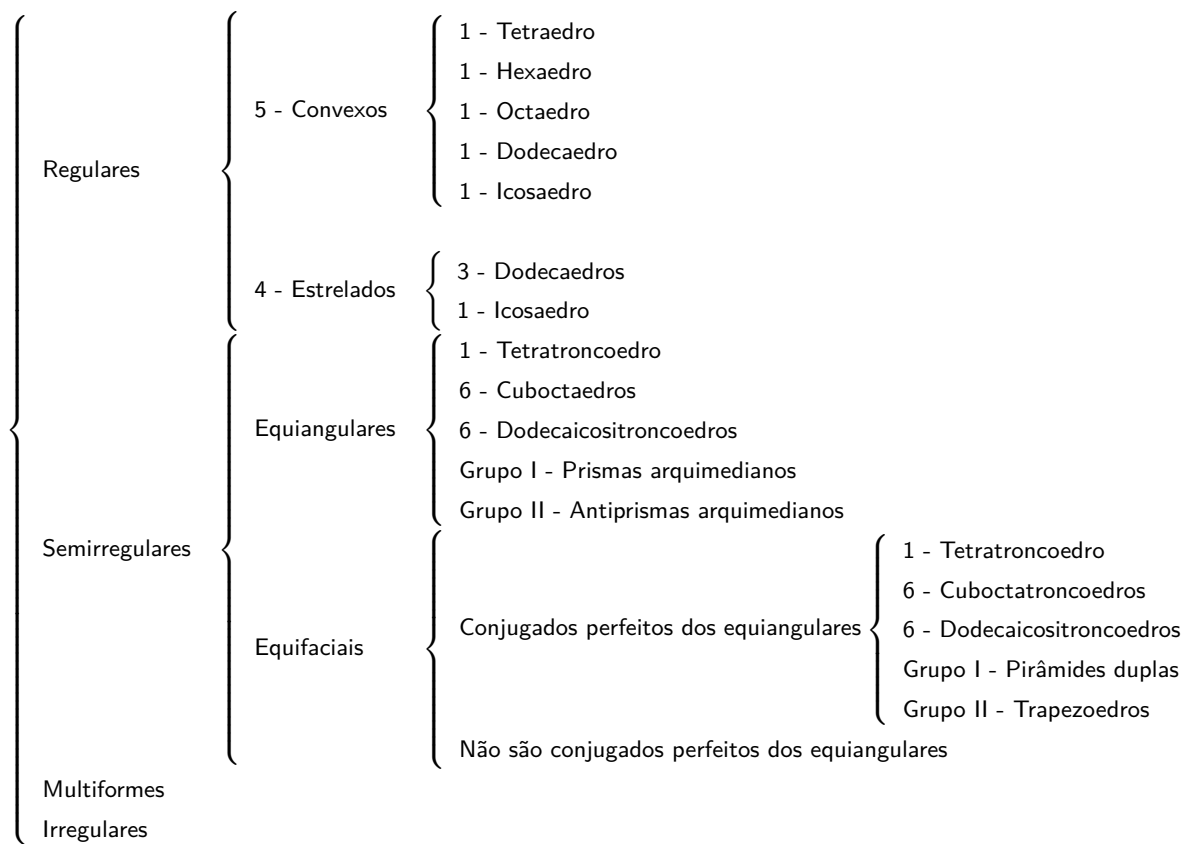 1 - Tetraedro
1 - Hexaedro
5 - Convexos
1 - Octaedro
1 - Dodecaedro
Regulares
1 - Icosaedro
3 - Dodecaedros
4 - Estrelados
1 - Icosaedro
1 - Tetratroncoedro
6 - Cuboctaedros
Equiangulares
6 - Dodecaicositroncoedros
Grupo I - Prismas arquimedianos
Grupo II - Antiprismas arquimedianos
Semirregulares
1 - Tetratroncoedro
6 - Cuboctatroncoedros
Conjugados perfeitos dos equiangulares
6 - Dodecaicositroncoedros
Equifaciais
Grupo I - Pirâmides duplas
Grupo II - Trapezoedros
Não são conjugados perfeitos dos equiangulares
Multiformes
Irregulares